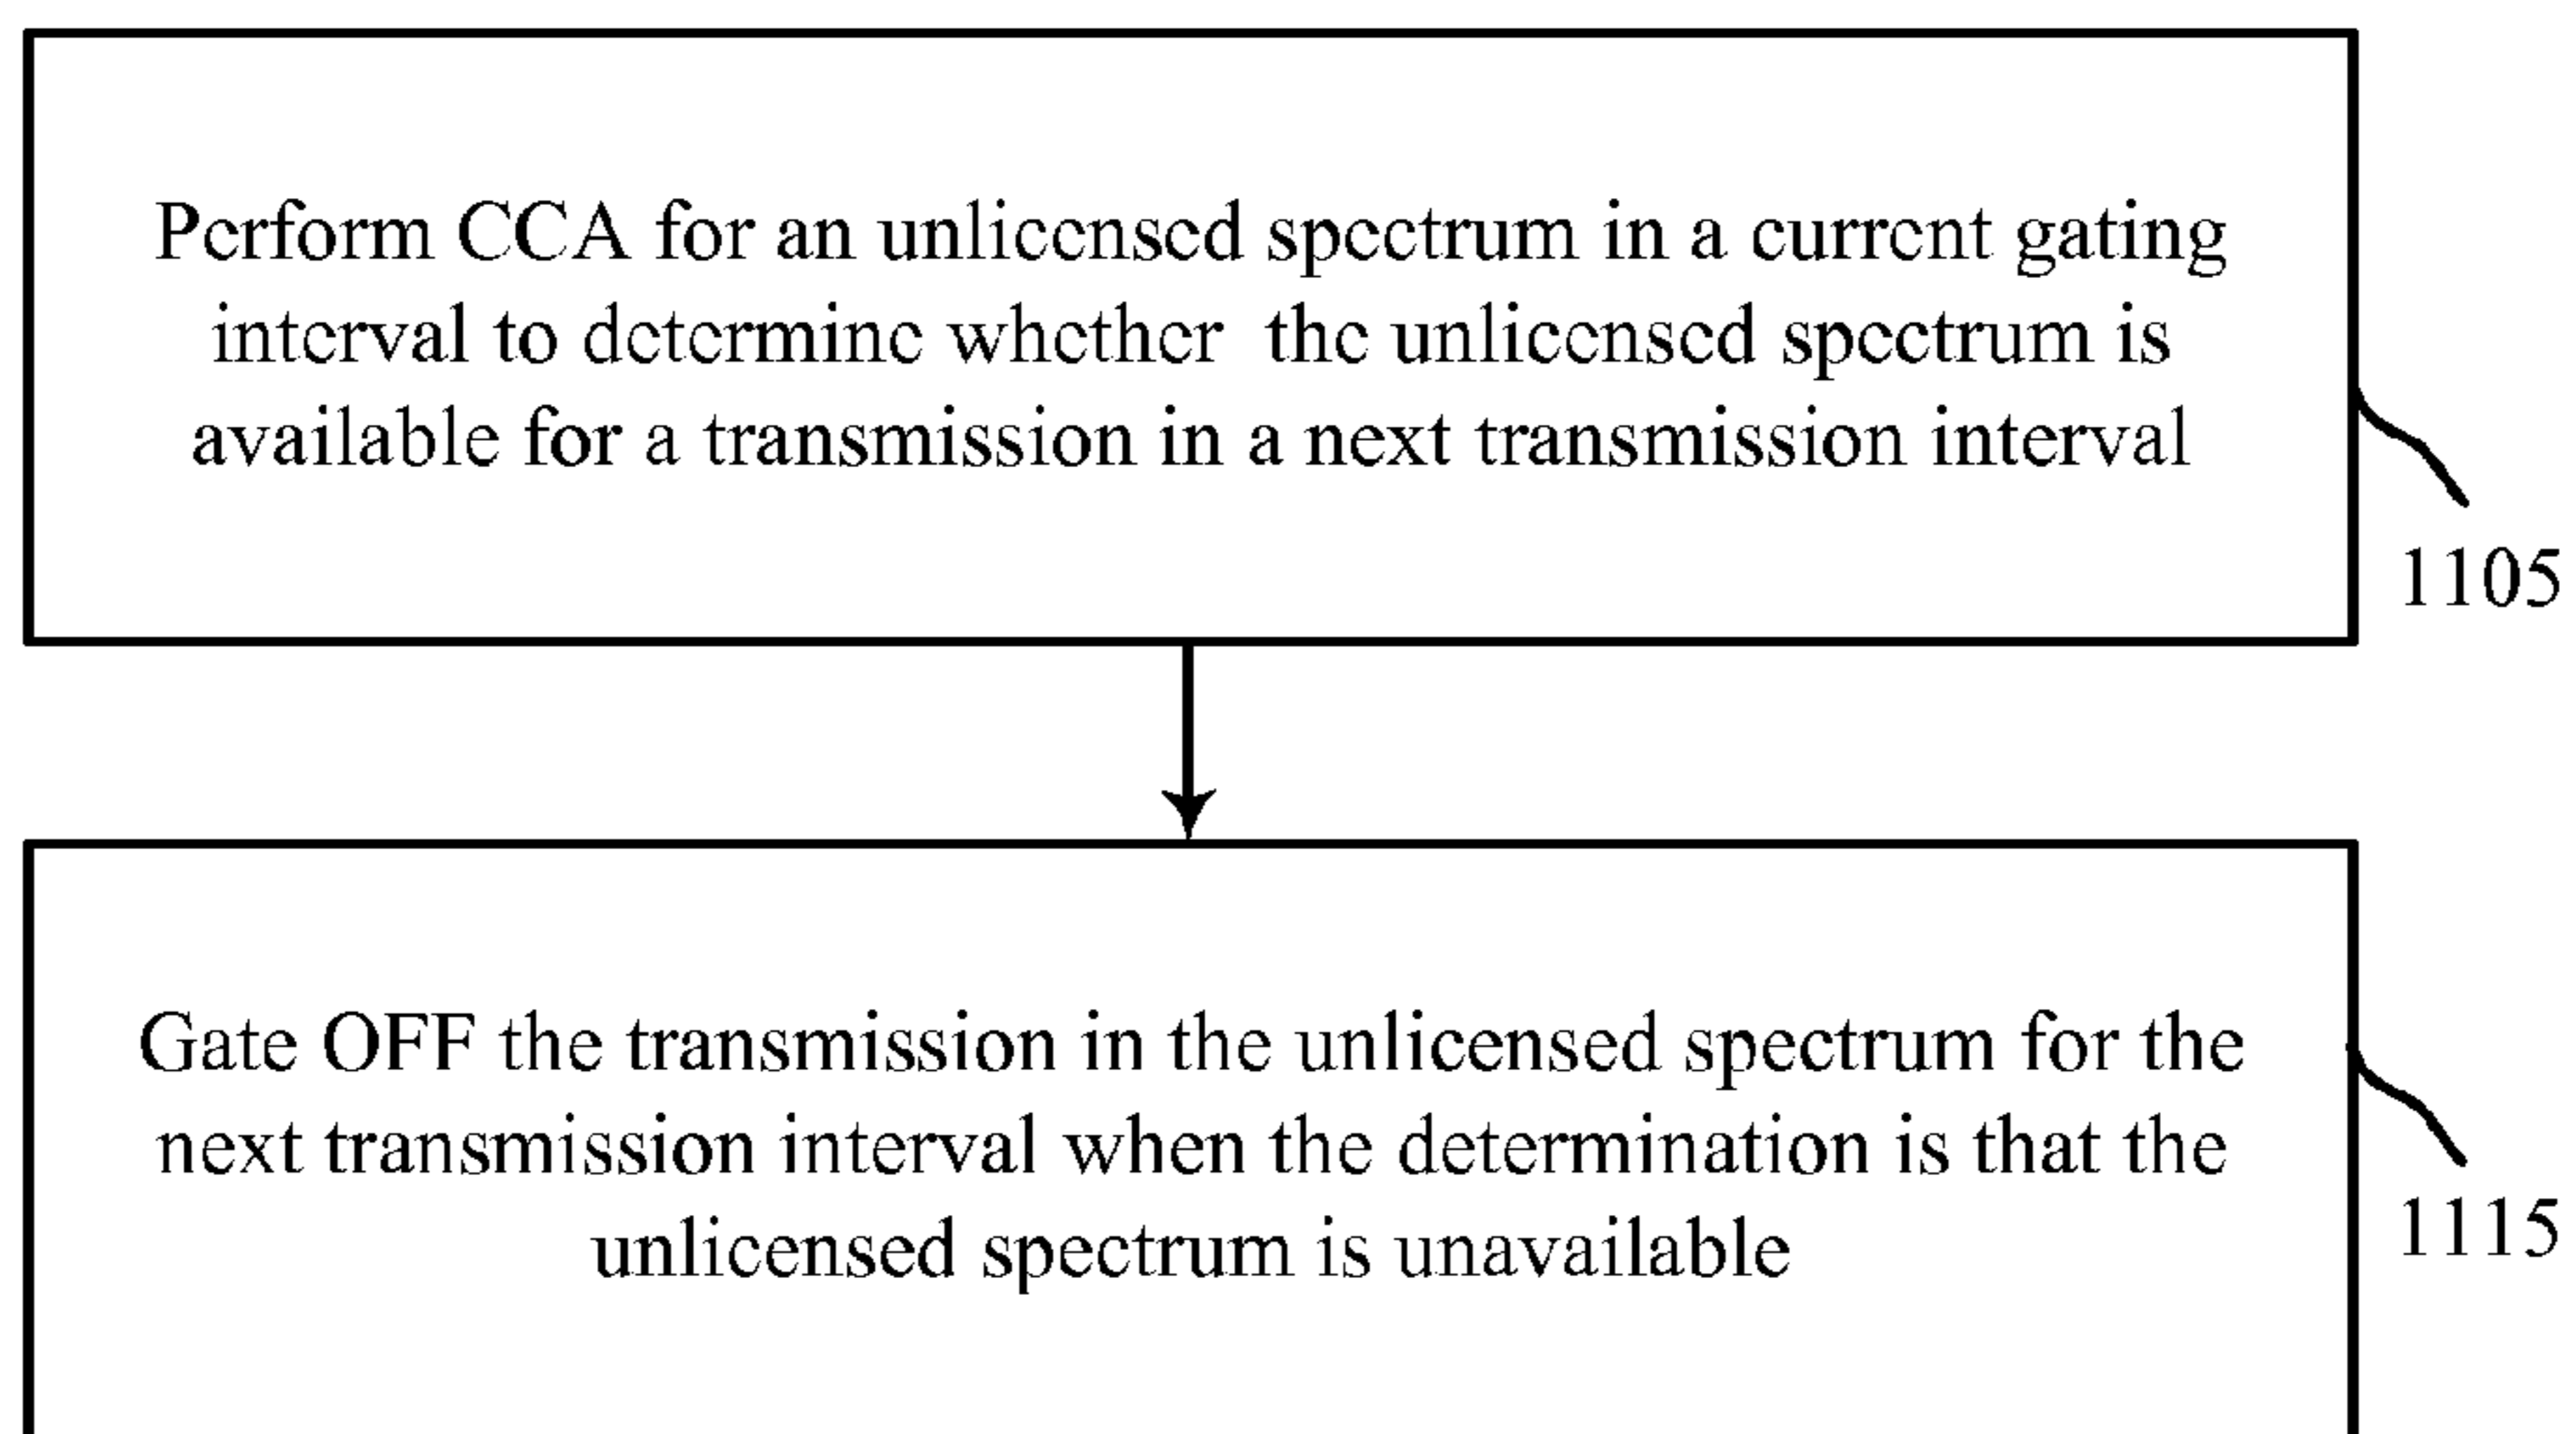 Perform CCA for an unlicensed spectrum in a current gating
interval to determine whether the unlicensed spectrum is
available for a transmission in a next transmission interval
1105
Gate OFF the transmission in the unlicensed spectrum for the
next transmission interval when the determination is that the
unlicensed spectrum is unavailable
1115